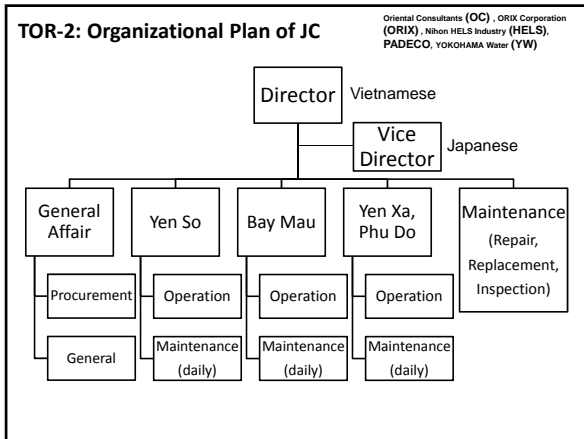 TOR-2: Organizational Plan of JC
Oriental Consultants (OC) , ORIX Corporation
(ORIX) , Nihon HELS Industry (HELS),
PADECO, YOKOHAMA Water (YW)
Director
Vietnamese
Vice
Director
Japanese
General
Affair
Yen So
Bay Mau
Yen Xa,
Phu Do
Maintenance
(Repair,
Replacement,
Inspection)
Procurement
Operation
Operation
Operation
General
Maintenance
(daily)
Maintenance
(daily)
Maintenance
(daily)